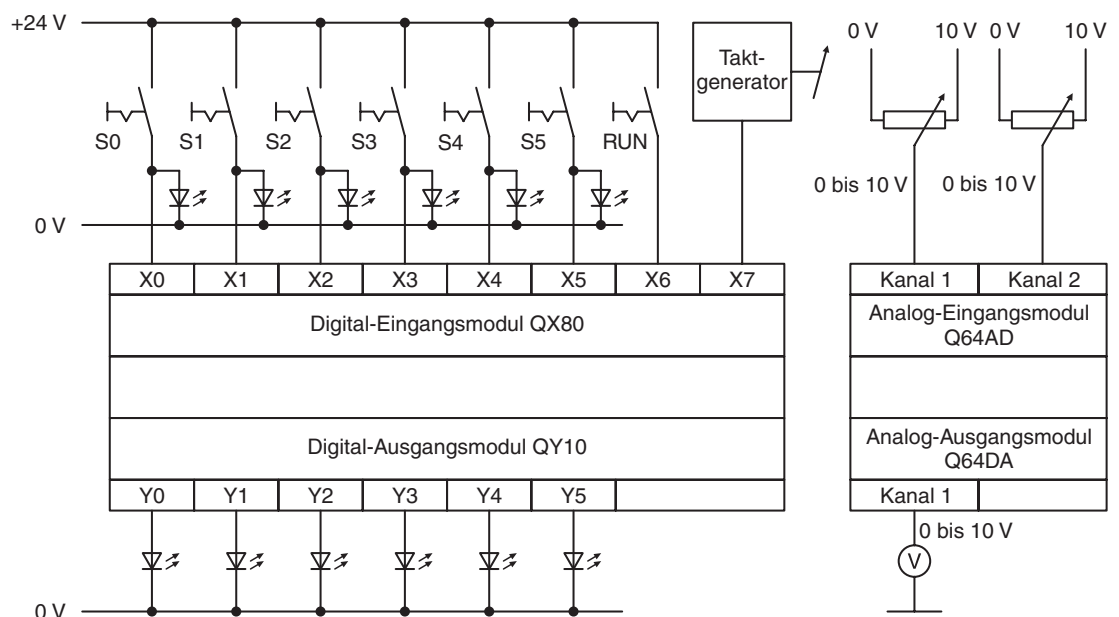 +24 V
Takt-
generator
0 V
10 V
0 V
10 V
S0
S1
S2
S3
S4
S5
RUN
0 bis 10 V
0 bis 10 V
0 V
X0
X1
X2
X3
X4
X5
X6
X7
Kanal 1
Kanal 2
Digital-Eingangsmodul QX80
Analog-Eingangsmodul
Q64AD
Digital-Ausgangsmodul QY10
Analog-Ausgangsmodul
Q64DA
Y0
Y1
Y2
Y3
Y4
Y5
Kanal 1
0 bis 10 V
V
0 V